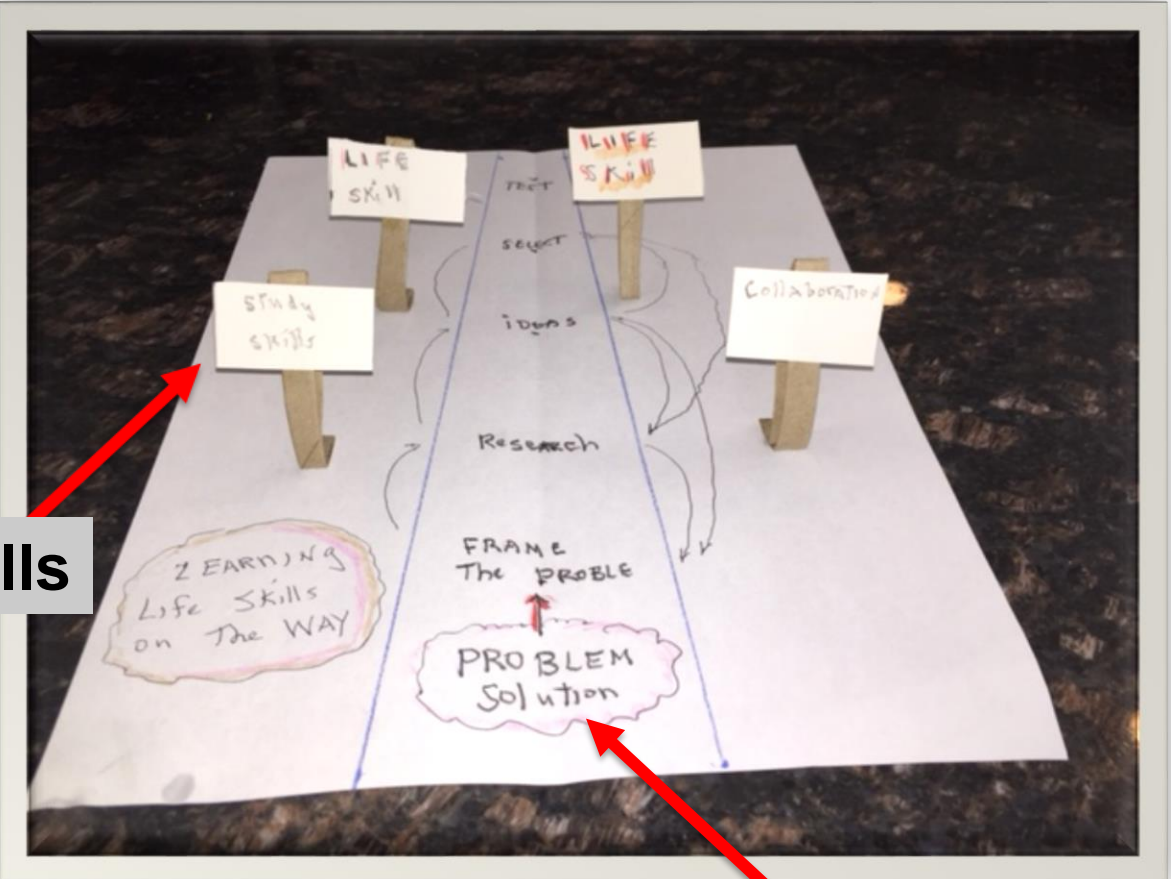 LIFE
Skill
LIFE
Skill
TEST
SELECT
Study
skills
Collaboration
iDEAS
Research
FRAME
The PROBLE
LEARNINg
Life Skills
on The WAY
PROBLEM
Solution
lls